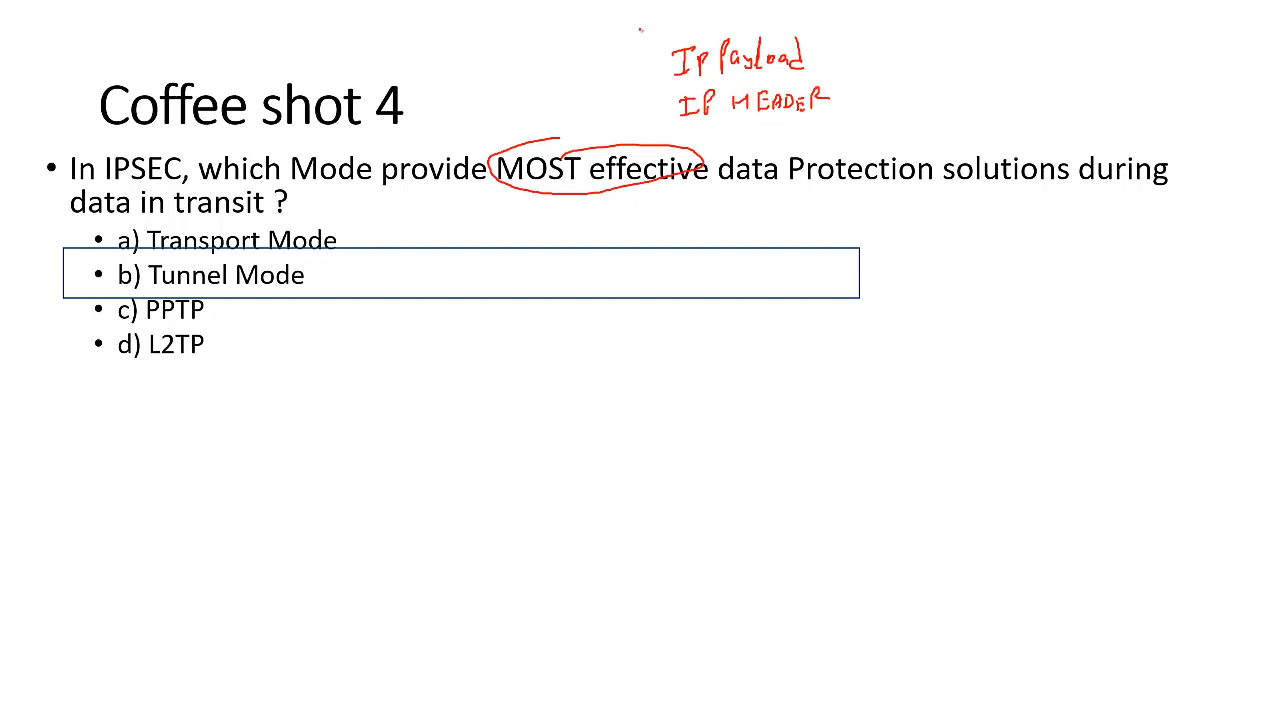 IP Payload
IP HEADER
Coffee shot 4
• In IPSEC, which Mode provide MOST effective data Protection solutions during
data in transit ?
• a) Transport Mode
• b) Tunnel Mode
• c) PPTP
• d) L2TP